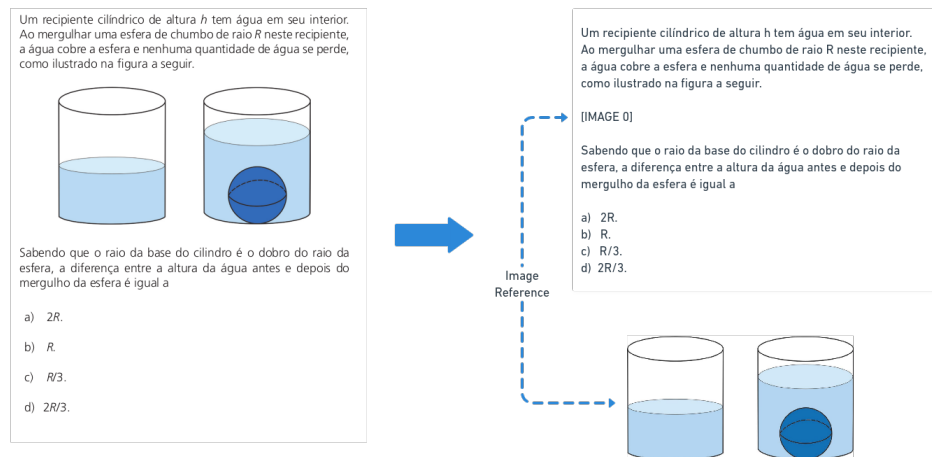 Um recipiente cilíndrico de altura h tem água em seu interior.
Ao mergulhar uma esfera de chumbo de raio R neste recipiente,
a água cobre a esfera e nenhuma quantidade de água se perde,
como ilustrado na figura a seguir.
Sabendo que o raio da base do cilindro é o dobro do raio da
esfera, a diferença entre a altura da água antes e depois do
mergulho da esfera é igual a
a) 2R.
b) R.
c) R/3.
d) 2R/3.
Image
Reference
Um recipiente cilíndrico de altura h tem água em seu interior.
Ao mergulhar uma esfera de chumbo de raio R neste recipiente,
a água cobre a esfera e nenhuma quantidade de água se perde,
como ilustrado na figura a seguir.
[IMAGE 0]
Sabendo que o raio da base do cilindro é o dobro do raio da
esfera, a diferença entre a altura da água antes e depois do
mergulho da esfera é igual a
a) 2R.
b) R.
c) R/3.
d) 2R/3.